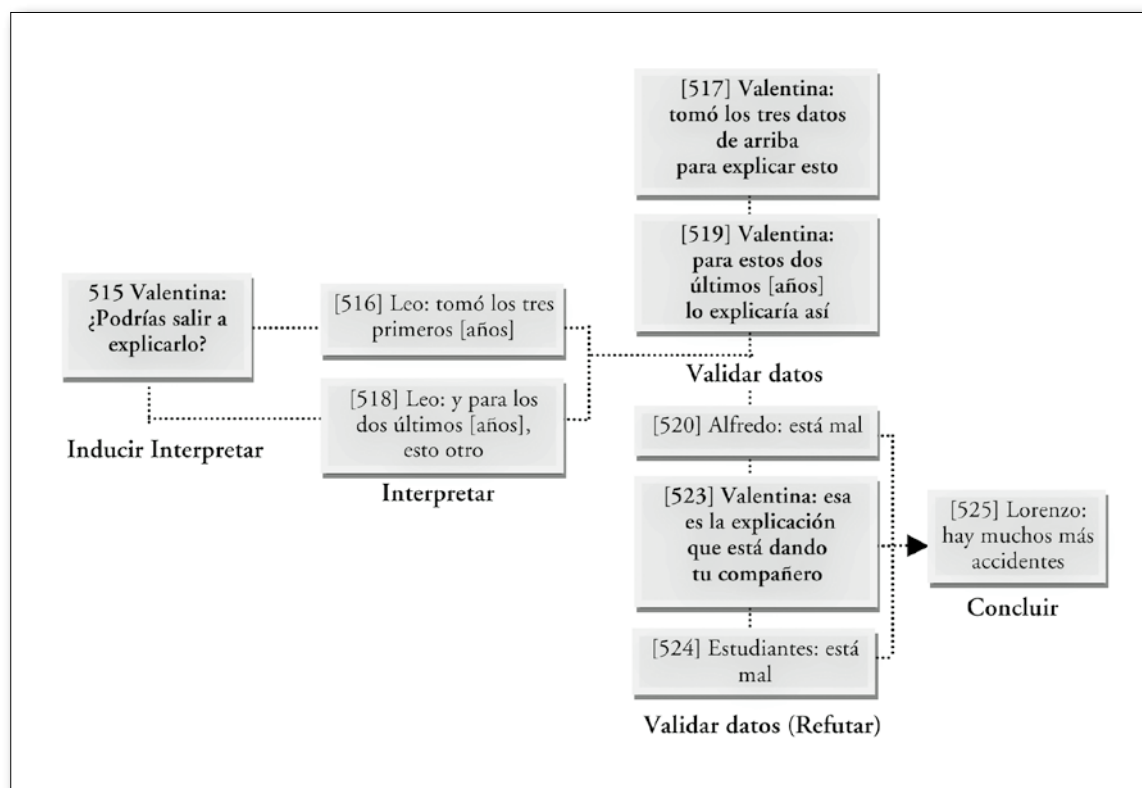 515 Valentina:
¿Podrías salir a
explicarlo?
Inducir Interpretar
[516] Leo: tomó los tres
primeros [años]
[518] Leo: y para los
dos últimos [años],
esto otro
Interpretar
[517] Valentina:
tomó los tres datos
de arriba
para explicar esto
[519] Valentina:
para estos dos
últimos [años]
lo explicaría así
Validar datos
[520] Alfredo: está mal
[523] Valentina: esa
es la explicación
que está dando
tu compañero
[524] Estudiantes: está
mal
Validar datos (Refutar)
[525] Lorenzo:
hay muchos más
accidentes
Concluir